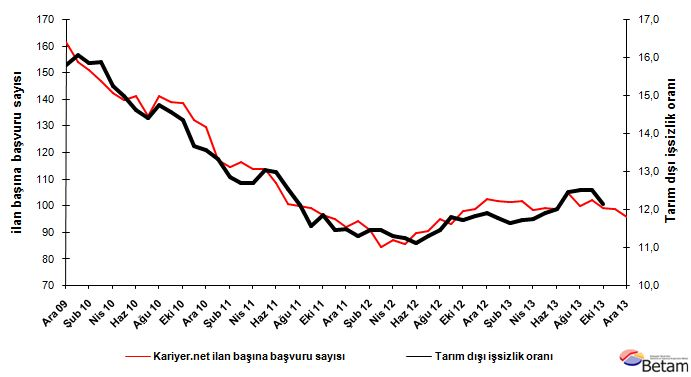 170
160
150
140
130
120
110
100
90
80
70
ilan başına başvuru sayısı
17,0
16,0
15,0
14,0
13,0
12,0
11,0
10,0
Tarım dışı işsizlik oranı
Ara 09
Şub 10
Nis 10
Haz 10
Ağu 10
Eki 10
Ara 10
Şub 11
Nis 11
Haz 11
Ağu 11
Eki 11
Ara 11
Şub 12
Nis 12
Haz 12
Ağu 12
Eki 12
Ara 12
Şub 13
Nis 13
Haz 13
Ağu 13
Eki 13
Ara 13
Kariyer.net ilan başına başvuru sayısı
Tarım dışı işsizlik oranı
Betam